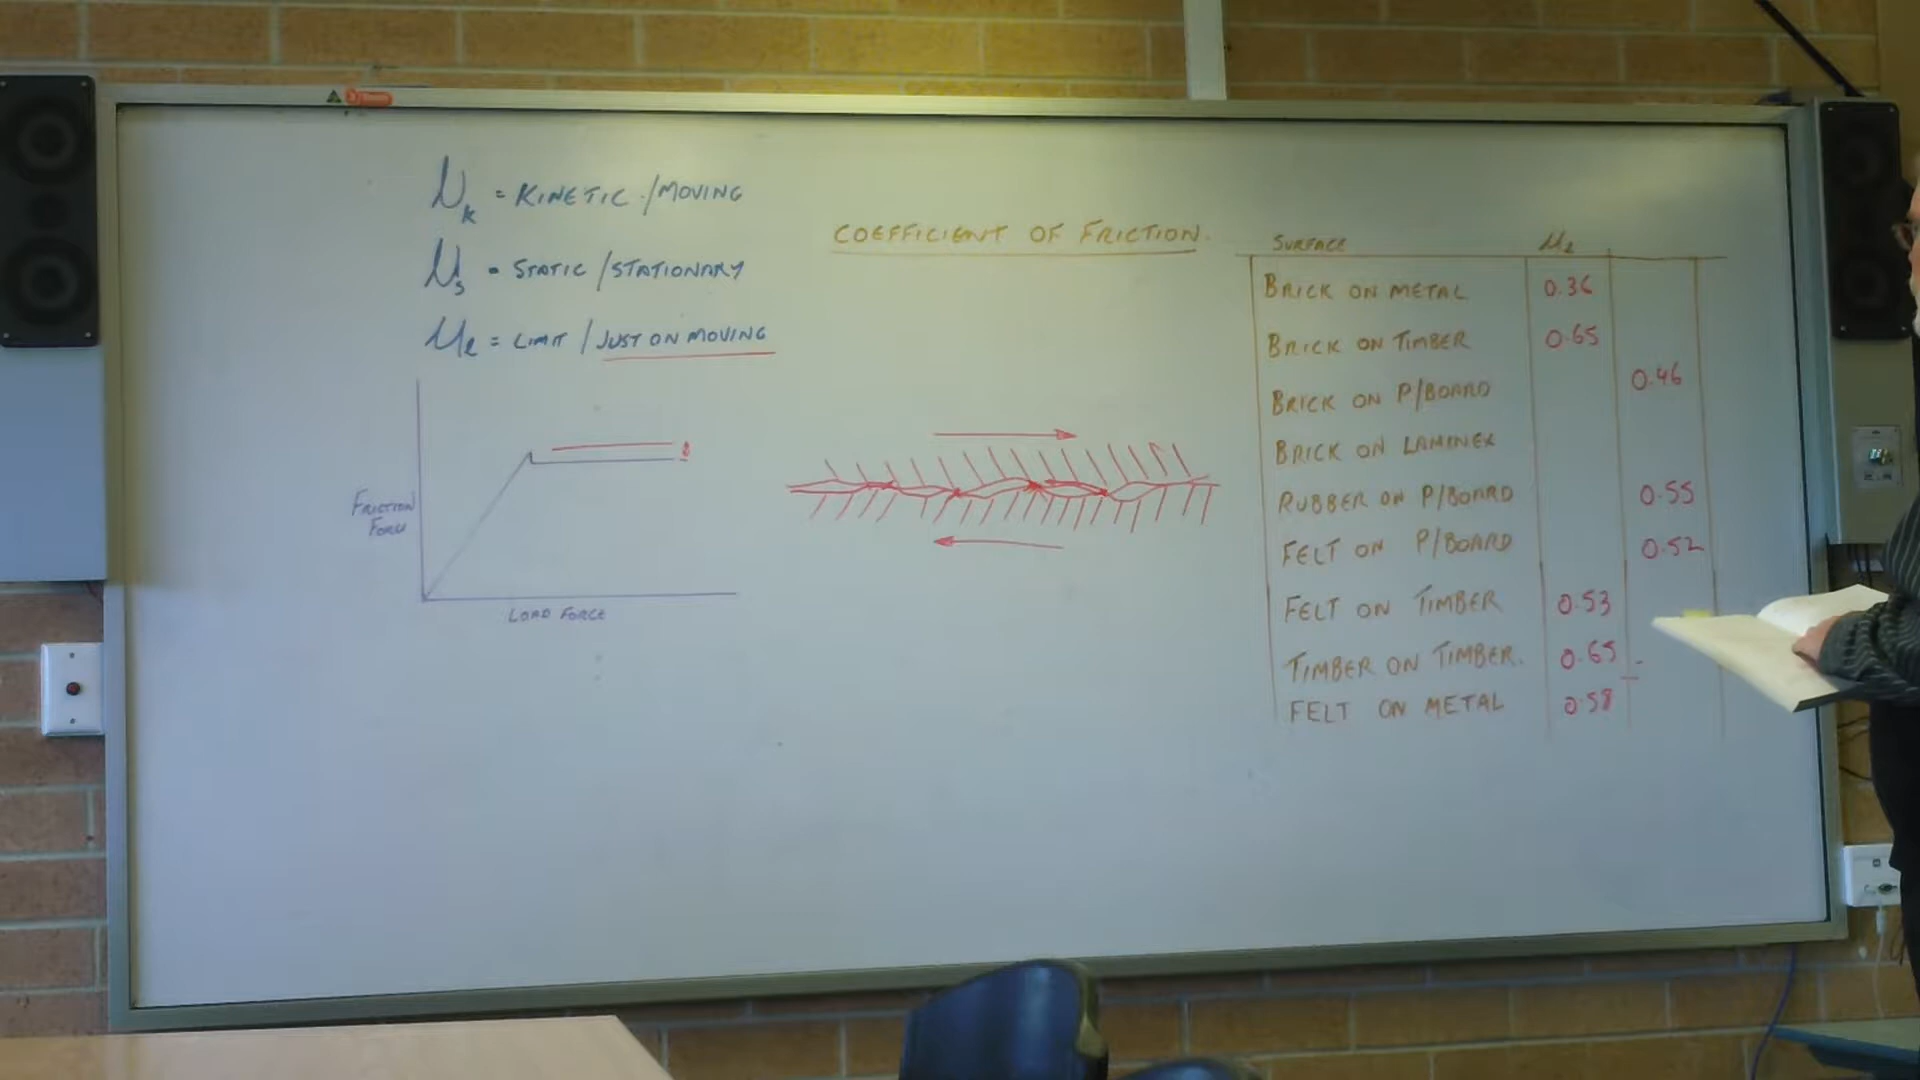 μk = KINETIC /MOVING
μs = STATIC /STATIONARY
μl = LIMIT /JUST ON MOVING
COEFFICIENT OF FRICTION.
FRICTION
FORCE
LOAD FORCE
SURFACE μl
BRICK ON METAL 0.36
BRICK ON TIMBER 0.65
BRICK ON P/BOARD 0.46
BRICK ON LAMINEX
RUBBER ON P/BOARD 0.55
FELT ON P/BOARD 0.52
FELT ON TIMBER 0.53
TIMBER ON TIMBER. 0.65
FELT ON METAL 0.58